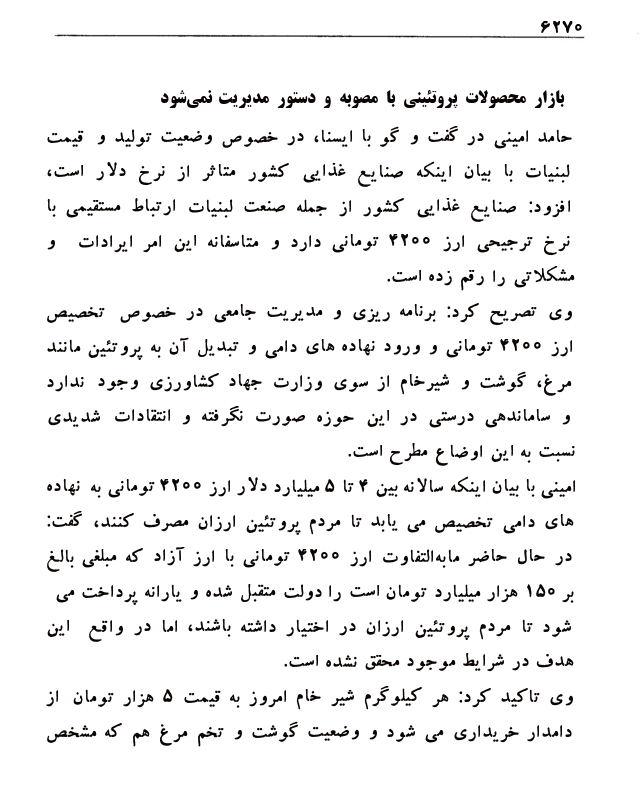 ۶۲۷۰
بازار محصولات پروتئینی با مصوبه و دستور مدیریت نمی‌شود
حامد امینی در گفت و گو با ایسنا، در خصوص وضعیت تولید و قیمت
لبنیات با بیان اینکه صنایع غذایی کشور متاثر از نرخ دلار است،
افزود: صنایع غذایی کشور از جمله صنعت لبنیات ارتباط مستقیمی با
نرخ ترجیحی ارز ۴۲۰۰ تومانی دارد و متاسفانه این امر ایرادات و
مشکلاتی را رقم زده است.
وی تصریح کرد: برنامه ریزی و مدیریت جامعی در خصوص تخصیص
ارز ۴۲۰۰ تومانی و ورود نهاده های دامی و تبدیل آن به پروتئین مانند
مرغ، گوشت و شیرخام از سوی وزارت جهاد کشاورزی وجود ندارد
و ساماندهی درستی در این حوزه صورت نگرفته و انتقادات شدیدی
نسبت به این اوضاع مطرح است.
امینی با بیان اینکه سالانه بین ۴ تا ۵ میلیارد دلار ارز ۴۲۰۰ تومانی به نهاده
های دامی تخصیص می یابد تا مردم پروتئین ارزان مصرف کنند، گفت:
در حال حاضر مابه‌التفاوت ارز ۴۲۰۰ تومانی با ارز آزاد که مبلغی بالغ
بر ۱۵۰ هزار میلیارد تومان است را دولت متقبل شده و یارانه پرداخت می
شود تا مردم پروتئین ارزان در اختیار داشته باشند، اما در واقع این
هدف در شرایط موجود محقق نشده است.
وی تاکید کرد: هر کیلوگرم شیر خام امروز به قیمت ۵ هزار تومان از
دامدار خریداری می شود و وضعیت گوشت و تخم مرغ هم که مشخص